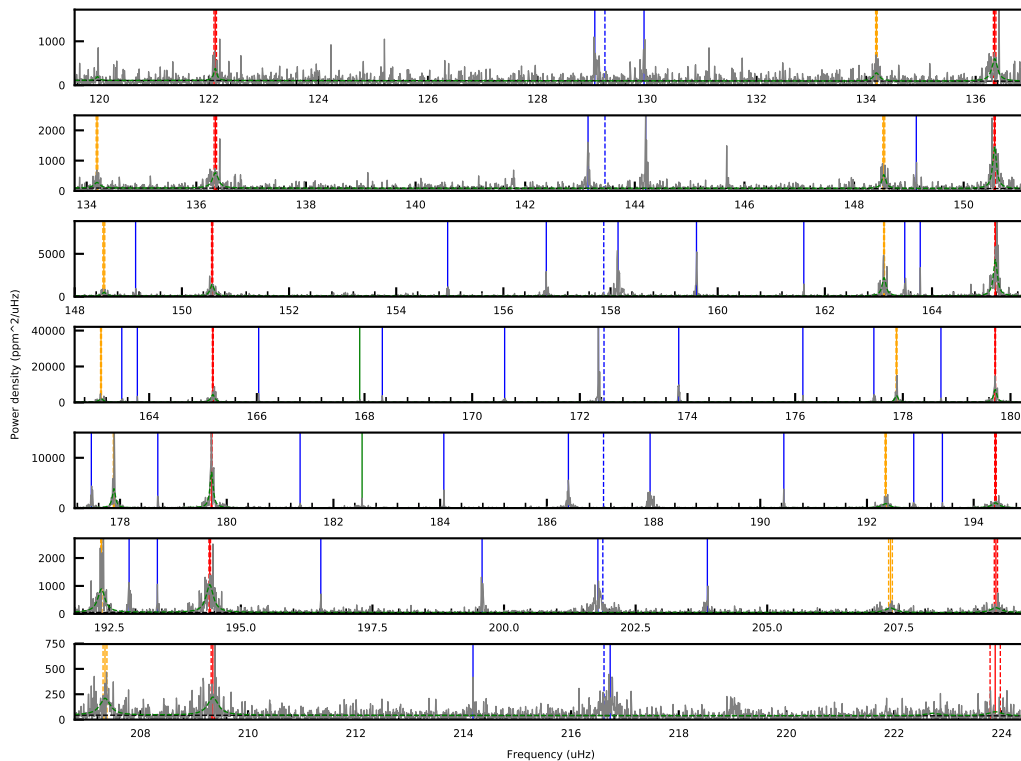 1000
0
120 122 124 126 128 130 132 134 136
2000
1000
0
134 136 138 140 142 144 146 148 150
5000
0
148 150 152 154 156 158 160 162 164
Power density (ppm^2/uHz)
40000
20000
0
164 166 168 170 172 174 176 178 180
10000
0
178 180 182 184 186 188 190 192 194
2000
1000
0
192.5 195.0 197.5 200.0 202.5 205.0 207.5
750
500
250
0
208 210 212 214 216 218 220 222 224
Frequency (uHz)